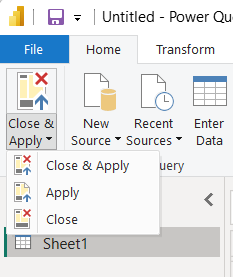 Untitled - Power Qu
File
Home
Transform
Close &
Apply
New
Source
Recent
Sources
Enter
Data
Close & Apply
Apply
Close
uery
Sheet1